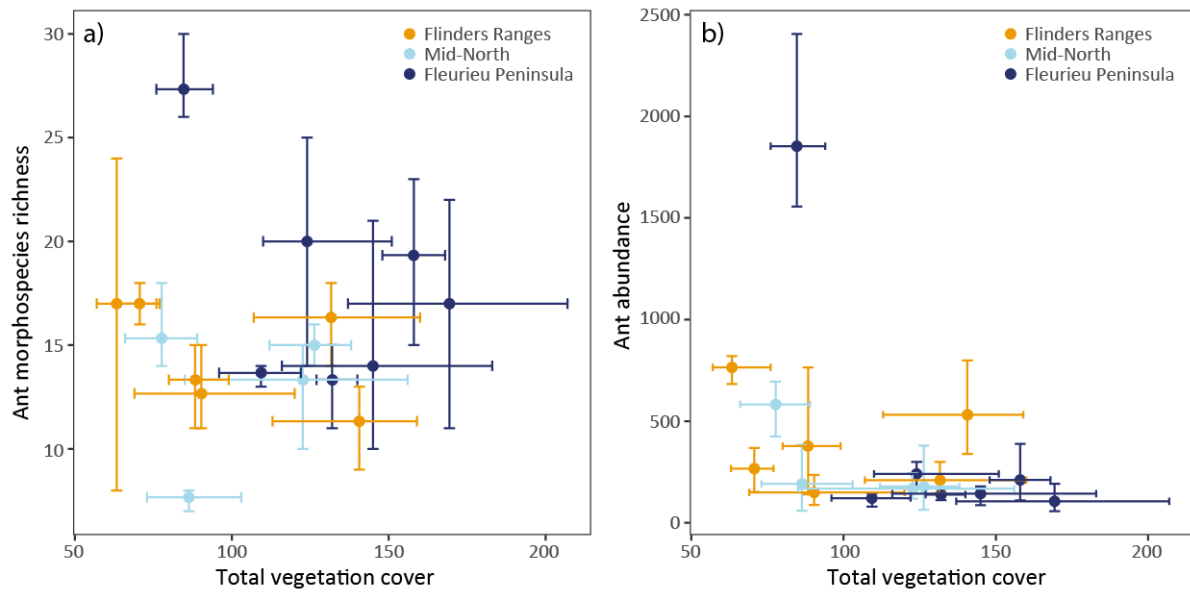 a)
Flinders Ranges
Mid-North
Fleurieu Peninsula
30
25
20
15
10
Ant morphospecies richness
50
100
150
200
Total vegetation cover
b)
Flinders Ranges
Mid-North
Fleurieu Peninsula
2500
2000
1500
1000
500
0
Ant abundance
50
100
150
200
Total vegetation cover